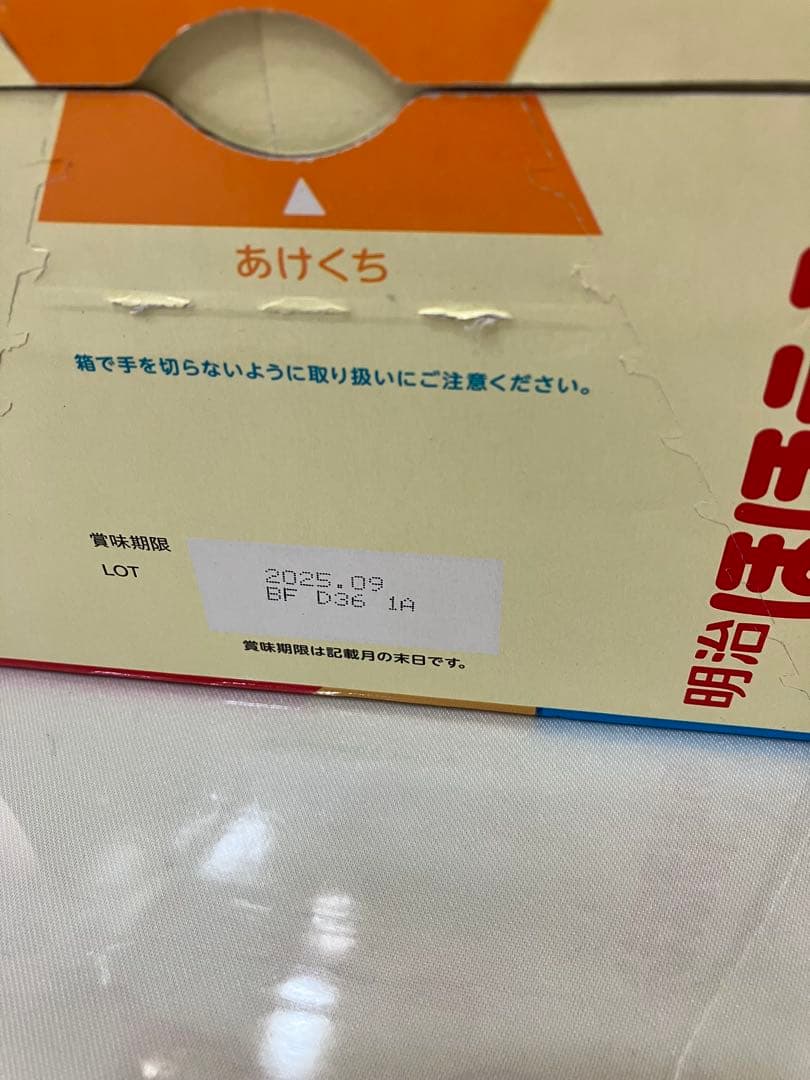 あけくち
箱で手を切らないように取り扱いにご注意ください。
賞味期限
LOT
2025.09
BF D36 1A
賞味期限は記載月の末日です。
明治ほほ